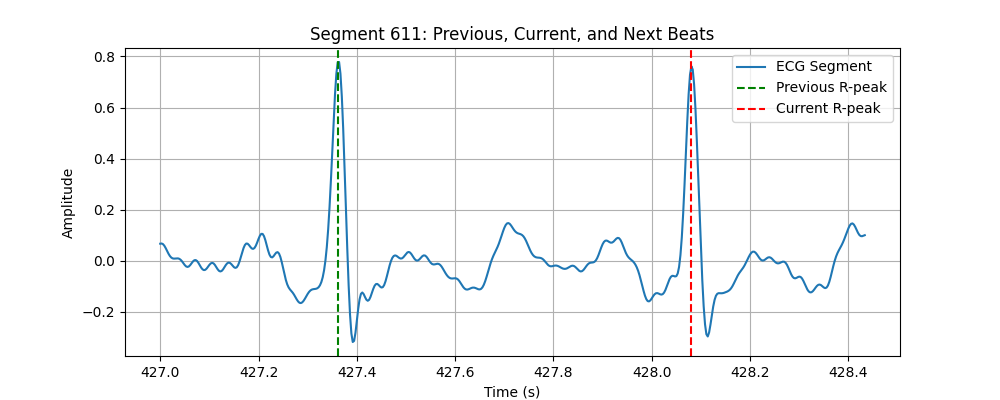 Segment 611: Previous, Current, and Next Beats
0.8
0.6
0.4
0.2
0.0
−0.2
Amplitude
ECG Segment
Previous R-peak
Current R-peak
427.0 427.2 427.4 427.6 427.8 428.0 428.2 428.4
Time (s)